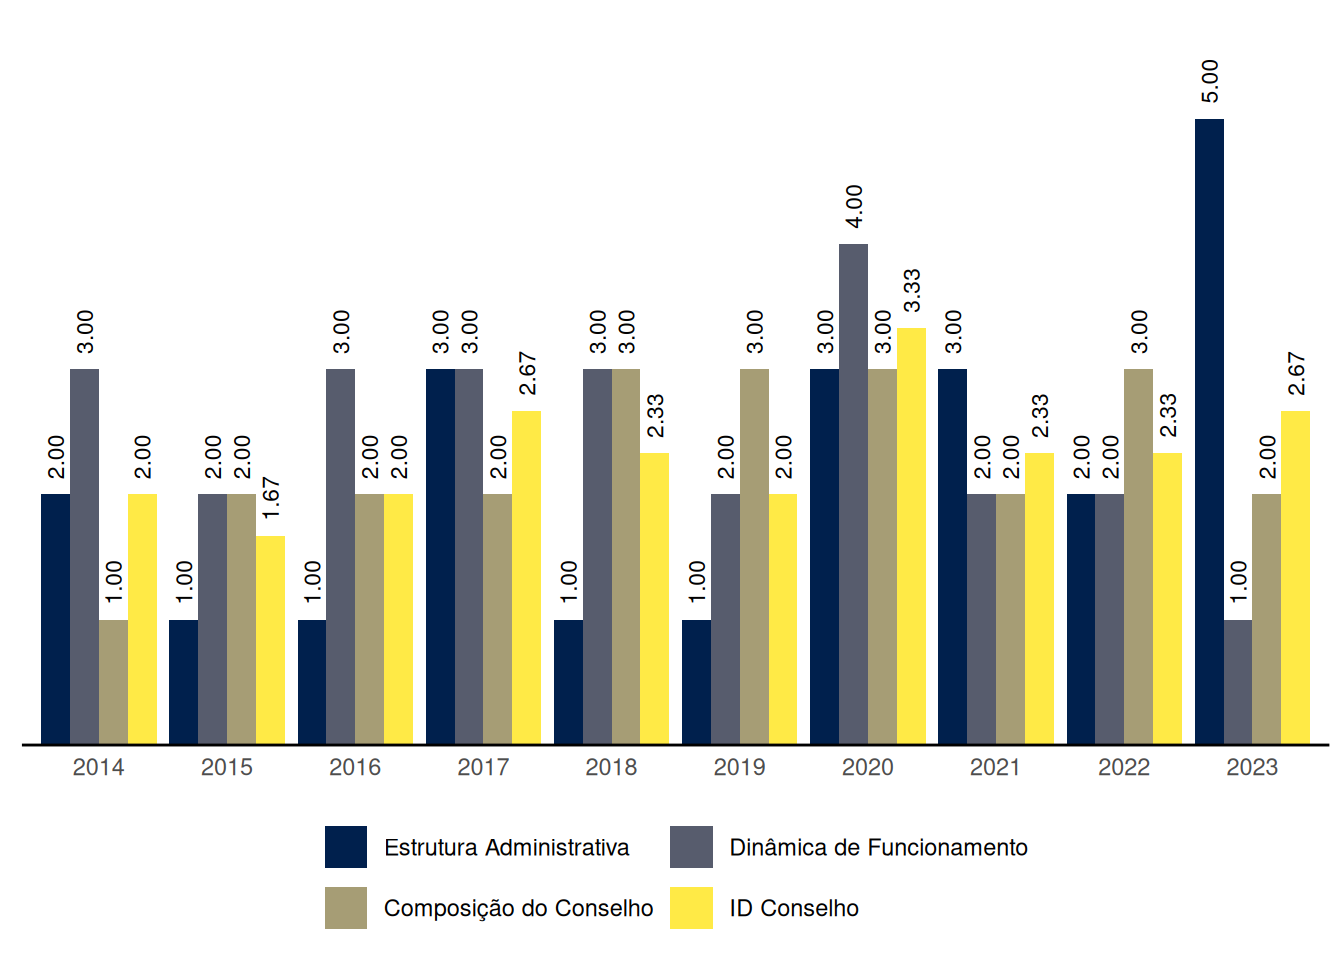 5.00
4.00
3.33
3.00 3.00 3.00 3.00 3.00 3.00 3.00 3.00 3.00 3.00 3.00
2.67 2.67
2.33 2.33 2.33
2.00 2.00 2.00 2.00 2.00 2.00 2.00 2.00 2.00 2.00 2.00 2.00 2.00 2.00
1.67
1.00 1.00 1.00 1.00 1.00 1.00
2014 2015 2016 2017 2018 2019 2020 2021 2022 2023
Estrutura Administrativa Dinâmica de Funcionamento
Composição do Conselho ID Conselho